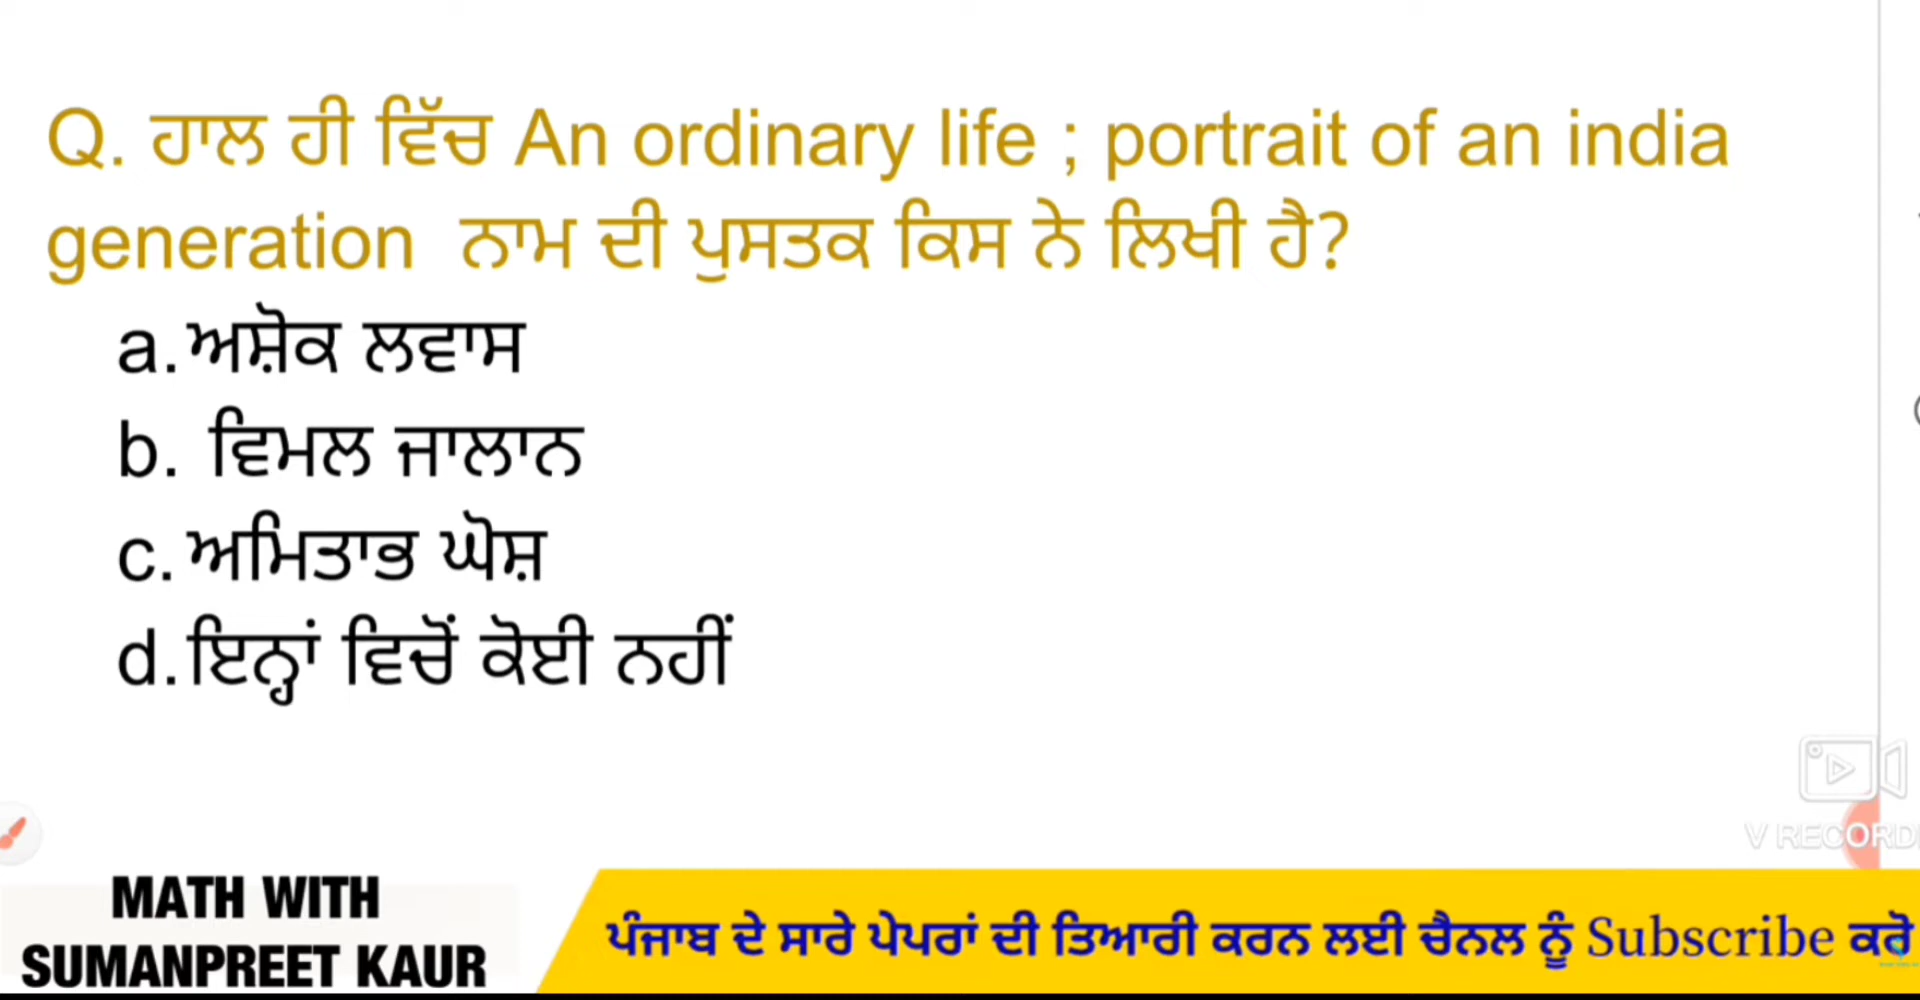 Q. ਹਾਲ ਹੀ ਵਿੱਚ An ordinary life ; portrait of an india
generation ਨਾਮ ਦੀ ਪੁਸਤਕ ਕਿਸ ਨੇ ਲਿਖੀ ਹੈ?
a.ਅਸ਼ੋਕ ਲਵਾਸ
b. ਵਿਮਲ ਜਾਲਾਨ
c.ਅਮਿਤਾਭ ਘੋਸ਼
d.ਇਨ੍ਹਾਂ ਵਿਚੋਂ ਕੋਈ ਨਹੀਂ
V RECORD
MATH WITH
SUMANPREET KAUR
ਪੰਜਾਬ ਦੇ ਸਾਰੇ ਪੇਪਰਾਂ ਦੀ ਤਿਆਰੀ ਕਰਨ ਲਈ ਚੈਨਲ ਨੂੰ Subscribe ਕਰੋ